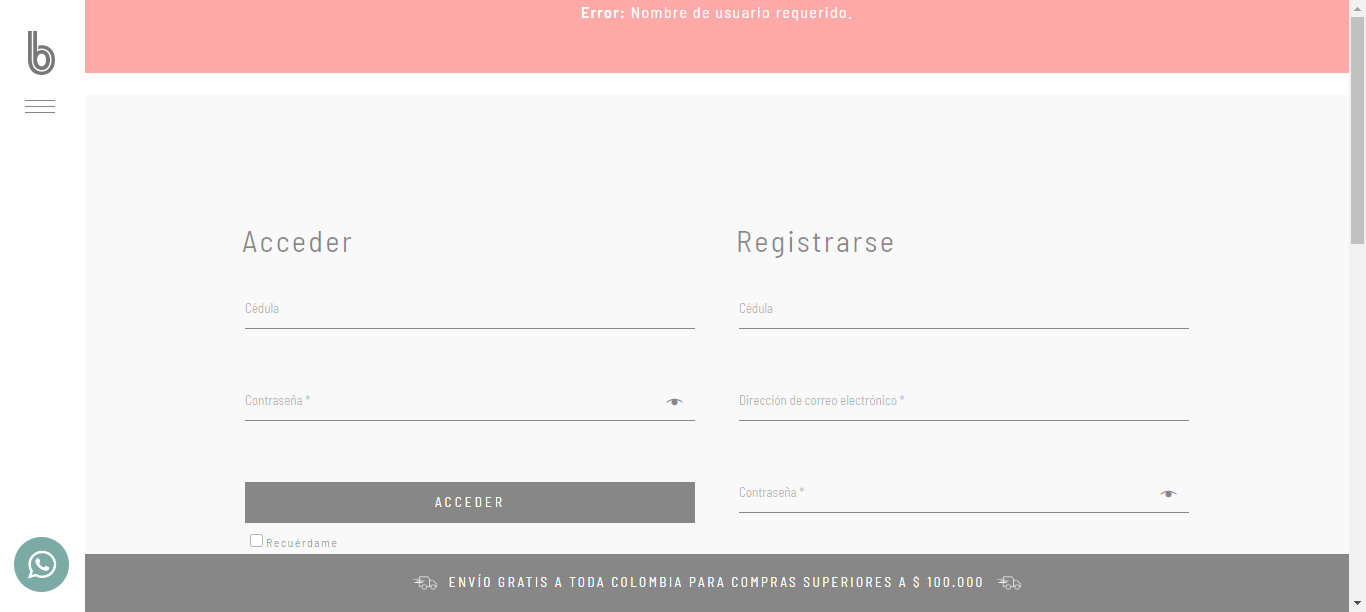 b
Error: Nombre de usuario requerido.
Acceder
Cédula
Contraseña *
ACCEDER
Recuérdame
Registrarse
Cédula
Dirección de correo electrónico *
Contraseña *
ENVÍO GRATIS A TODA COLOMBIA PARA COMPRAS SUPERIORES A $ 100.000